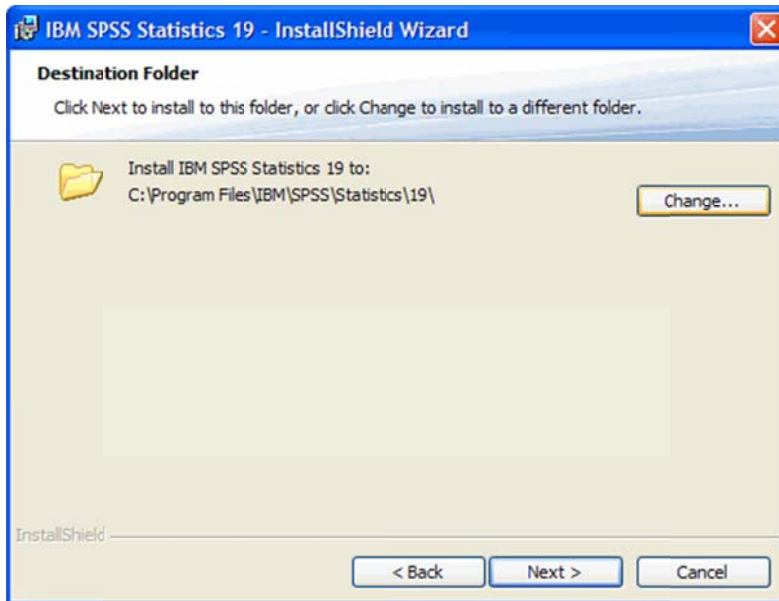 IBM SPSS Statistics 19 - InstallShield Wizard
Destination Folder
Click Next to install to this folder, or click Change to install to a different folder.
Install IBM SPSS Statistics 19 to:
C:\Program Files\IBM\SPSS\Statistics\19\
Change...
InstallShield
< Back
Next >
Cancel